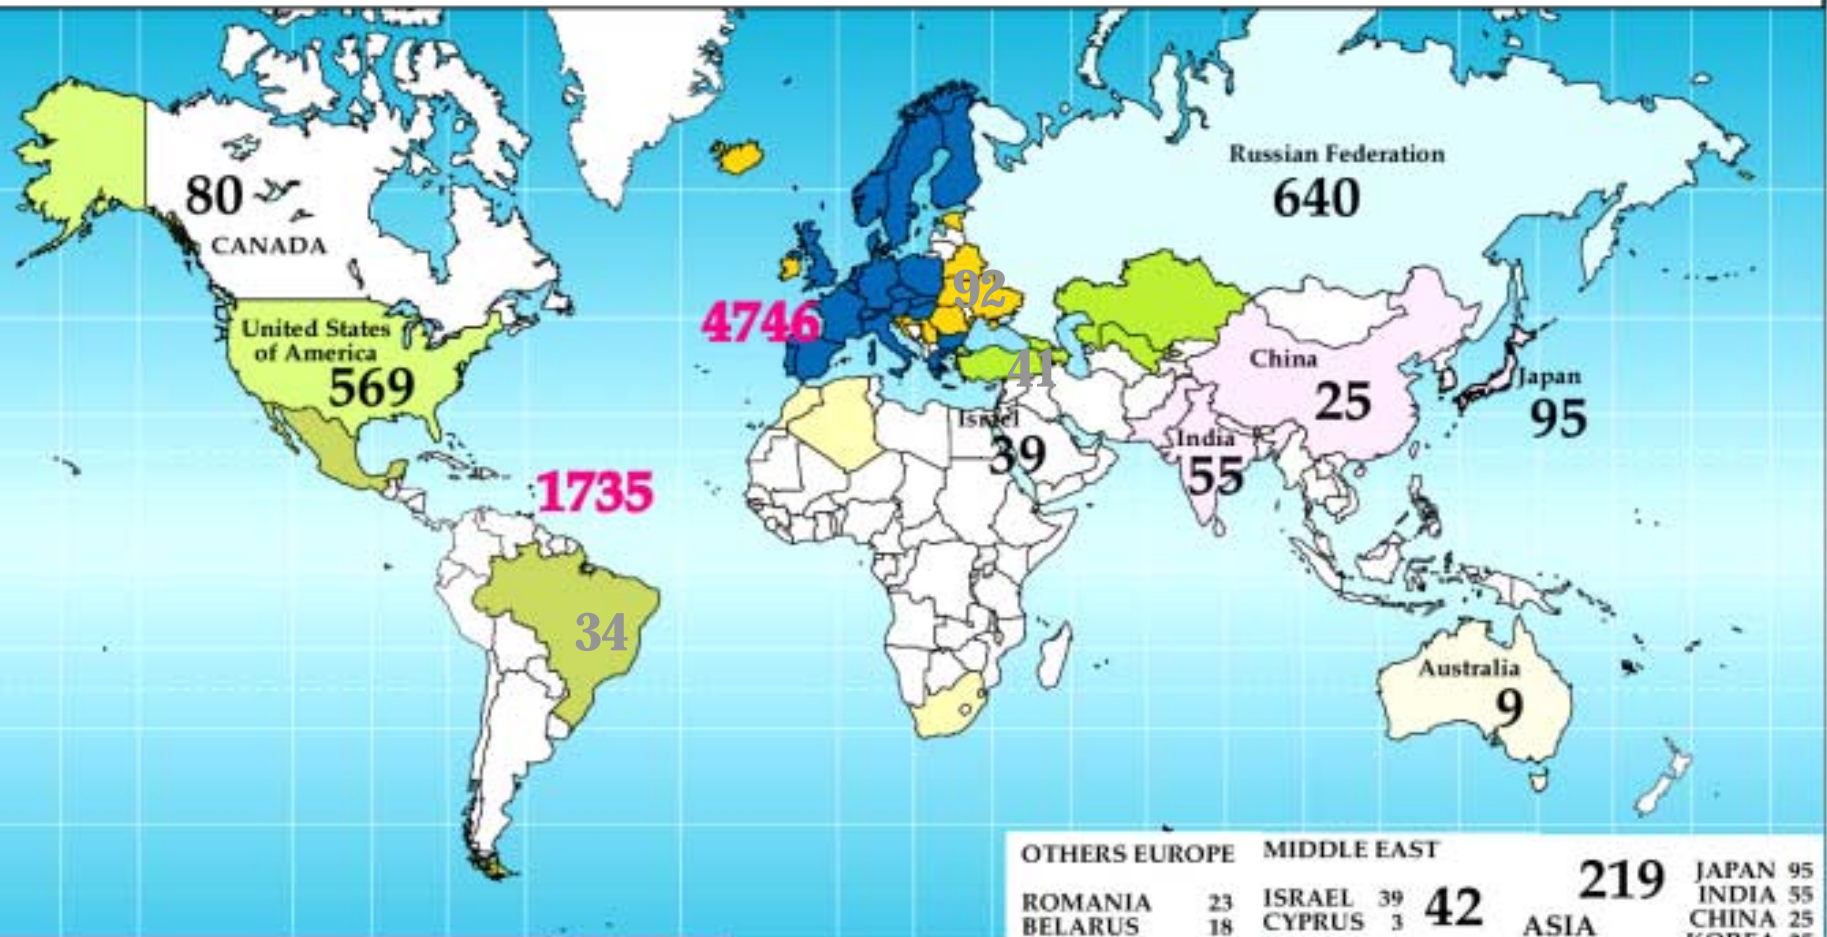 Russian Federation
640
80
CANADA
92
4746
United States
of America
569
41
China
25
Japan
95
Israel
39
India
55
1735
34
Australia
9
OTHERS EUROPE
ROMANIA 23
BELARUS 18
MIDDLE EAST
ISRAEL 39
CYPRUS 3
42
219
ASIA
JAPAN 95
INDIA 55
CHINA 25